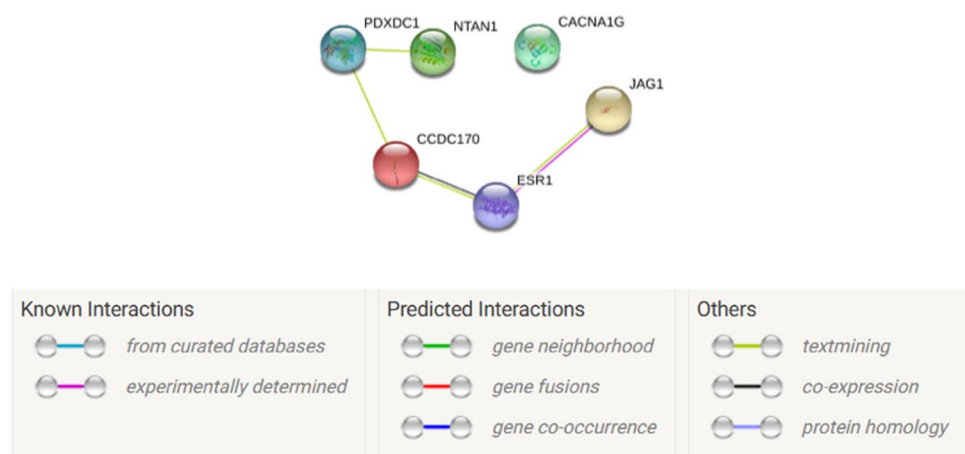 PDXDC1
NTAN1
CACNA1G
JAG1
CCDC170
ESR1
Known Interactions
from curated databases
experimentally determined
Predicted Interactions
gene neighborhood
gene fusions
gene co-occurrence
Others
textmining
co-expression
protein homology